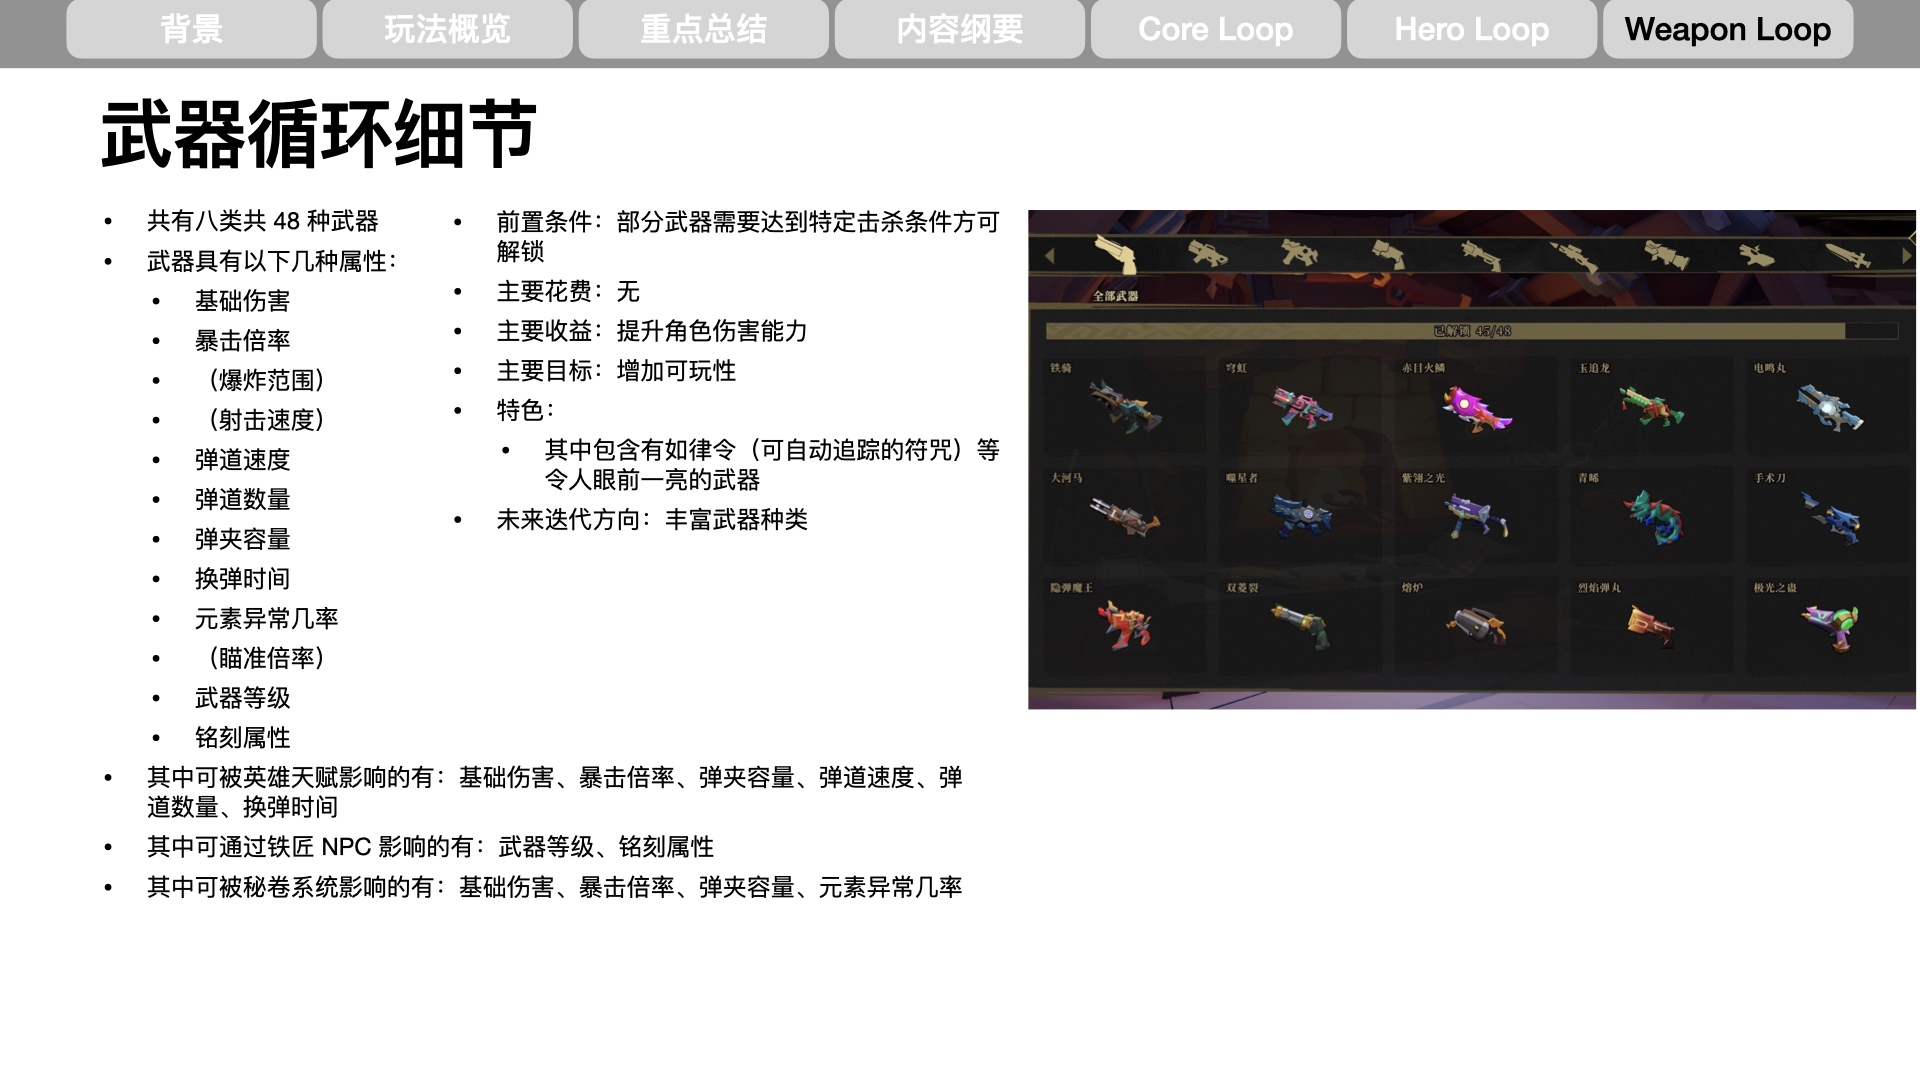 背景
玩法概览
重点总结
内容纲要
Core Loop
Hero Loop
Weapon Loop
武器循环细节
• 共有八类共 48 种武器
• 武器具有以下几种属性：
• 基础伤害
• 暴击倍率
• （爆炸范围）
• （射击速度）
• 弹道速度
• 弹道数量
• 弹夹容量
• 换弹时间
• 元素异常几率
• （瞄准倍率）
• 武器等级
• 铭刻属性
• 其中可被英雄天赋影响的有：基础伤害、暴击倍率、弹夹容量、弹道速度、弹
道数量、换弹时间
• 其中可通过铁匠 NPC 影响的有：武器等级、铭刻属性
• 其中可被秘卷系统影响的有：基础伤害、暴击倍率、弹夹容量、元素异常几率
• 前置条件：部分武器需要达到特定击杀条件方可
解锁
• 主要花费：无
• 主要收益：提升角色伤害能力
• 主要目标：增加可玩性
• 特色：
• 其中包含有如律令（可自动追踪的符咒）等
令人眼前一亮的武器
• 未来迭代方向：丰富武器种类
全部武器
已解锁 45/48
铁骑
穹虹
赤目火鳞
玉追龙
电鸣丸
大河马
噬星者
紫翎之光
青晞
手术刀
隐弹魔王
双菱裂
熔炉
烈焰弹丸
极光之蛊